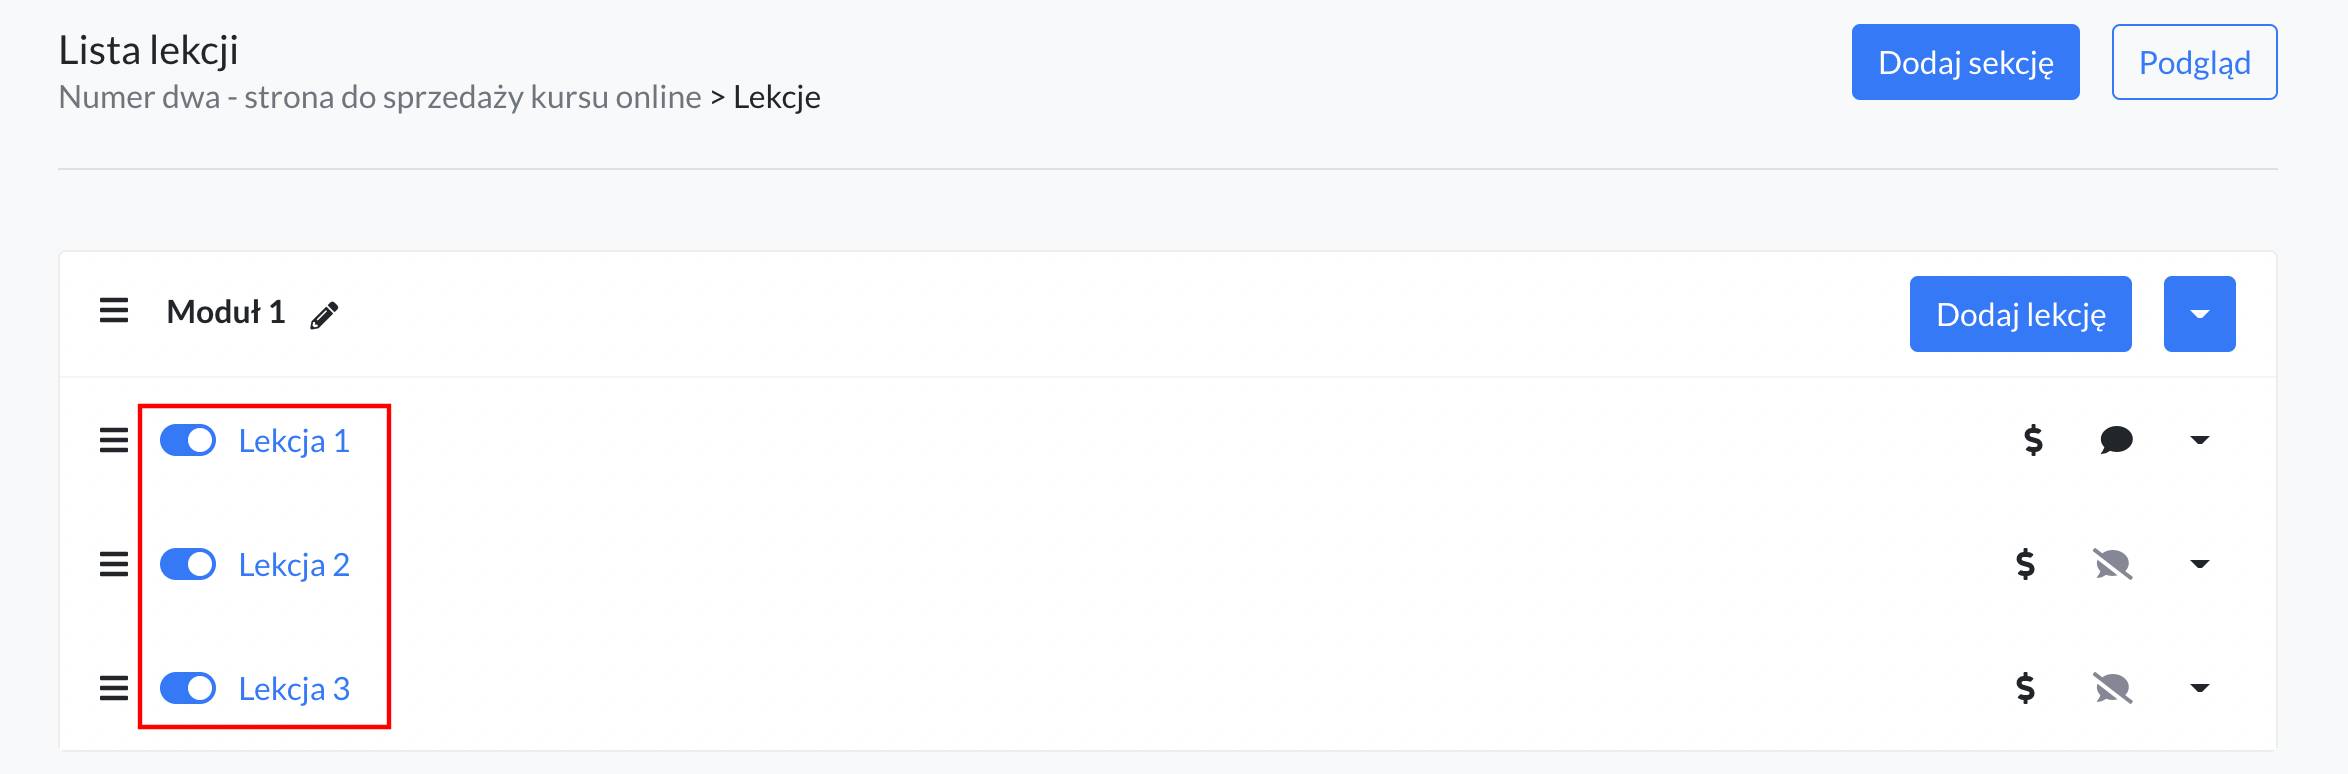 Lista lekcji
Numer dwa - strona do sprzedaży kursu online > Lekcje
Dodaj sekcję
Podgląd
Moduł 1
Dodaj lekcję
Lekcja 1
Lekcja 2
Lekcja 3